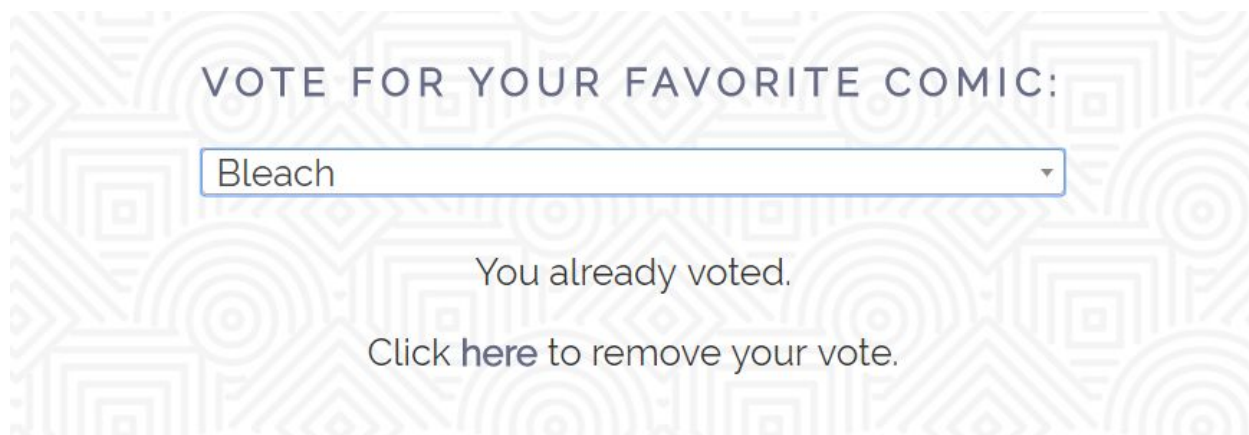 VOTE FOR YOUR FAVORITE COMIC:
Bleach
You already voted.
Click here to remove your vote.